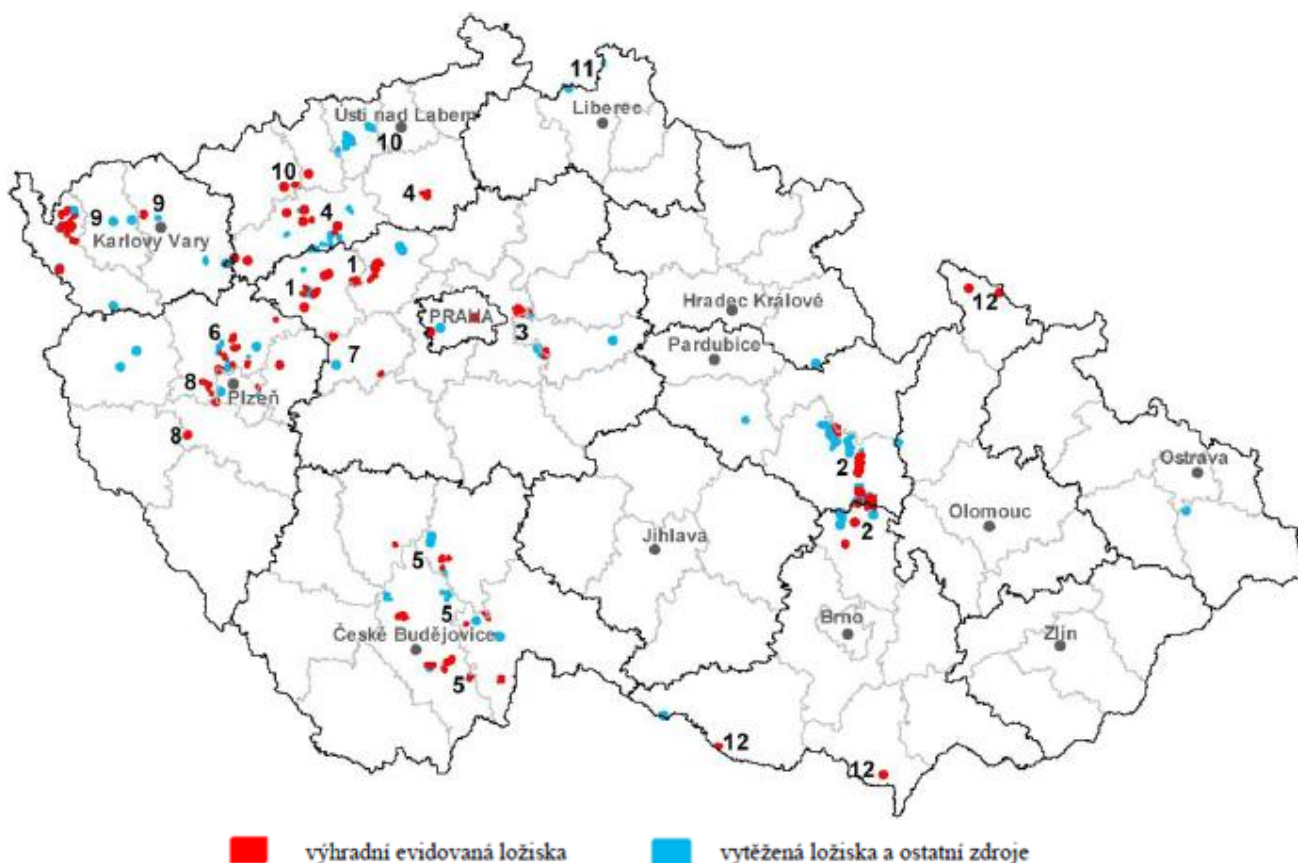 11
Ústí nad Labem
Liberec
10
10
4
9
9
4
Karlovy Vary
1
1
Hradec Králové
12
PRAHA
3
6
7
Pardubice
8
Plzeň
8
2
Ostrava
Olomouc
2
Jihlava
5
5
Brno
Zlín
České Budějovice
5
12
12
výhradní evidovaná ložiska
vytěžená ložiska a ostatní zdroje